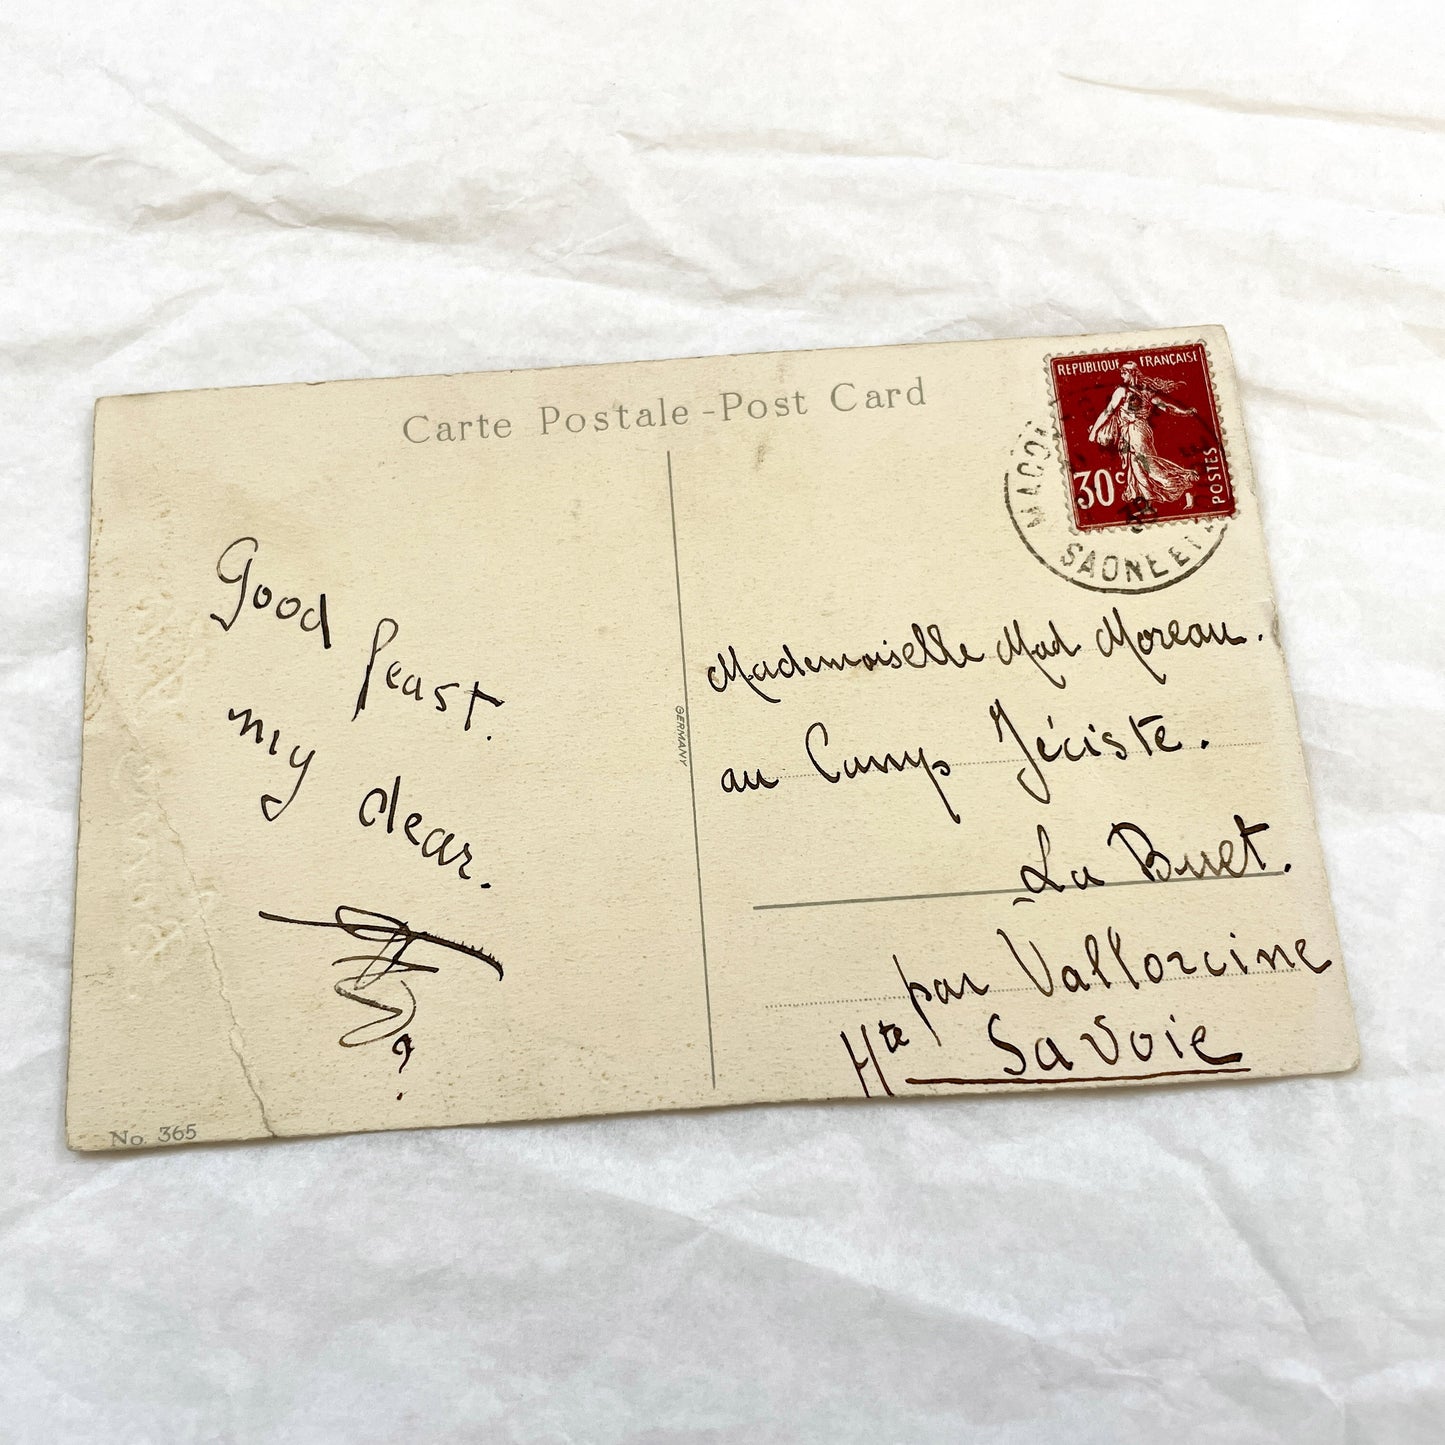 Carte Postale - Post Card
REPUBLIQUE FRANÇAISE
30c
POSTES
MACON
SAONE ET
Good feast.
my dear.
GERMANY
Mademoiselle Mad Moreau.
au Camp Jéciste.
La Buet.
par Vallorcine
Hte Savoie
No. 365